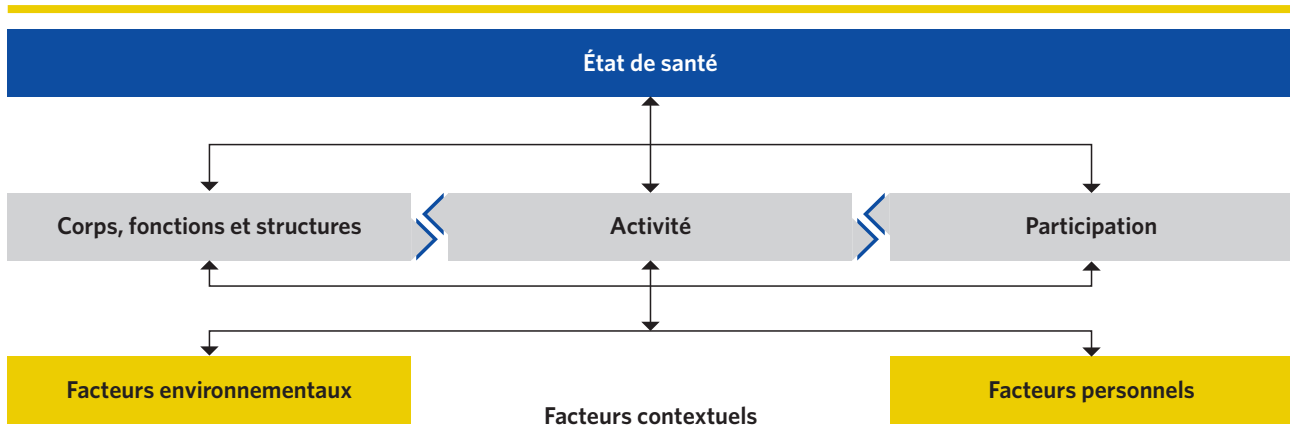 État de santé
Corps, fonctions et structures
Activité
Participation
Facteurs environnementaux
Facteurs personnels
Facteurs contextuels